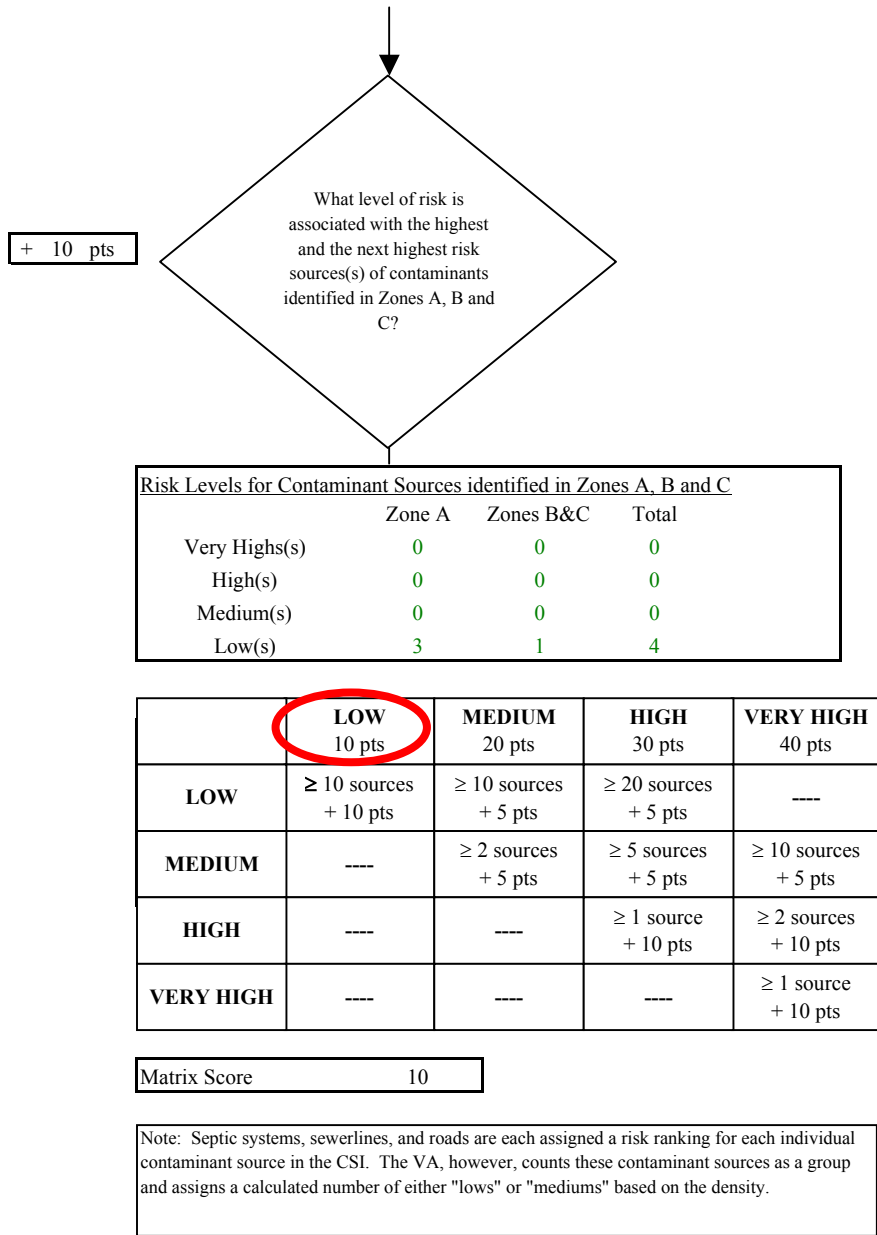 What level of risk is
associated with the highest
and the next highest risk
sources(s) of contaminants
identified in Zones A, B and
C?
+ 10 pts
Risk Levels for Contaminant Sources identified in Zones A, B and C
Zone A Zones B&C Total
Very Highs(s) 0 0 0
High(s) 0 0 0
Medium(s) 0 0 0
Low(s) 3 1 4
LOW MEDIUM HIGH VERY HIGH
10 pts 20 pts 30 pts 40 pts
LOW ≥ 10 sources ≥ 10 sources ≥ 20 sources ----
+ 10 pts + 5 pts + 5 pts
MEDIUM ---- ≥ 2 sources ≥ 5 sources ≥ 10 sources
+ 5 pts + 5 pts + 5 pts
HIGH ---- ---- ≥ 1 source ≥ 2 sources
+ 10 pts + 10 pts
VERY HIGH ---- ---- ---- ≥ 1 source
+ 10 pts
Matrix Score 10
Note: Septic systems, sewerlines, and roads are each assigned a risk ranking for each individual
contaminant source in the CSI. The VA, however, counts these contaminant sources as a group
and assigns a calculated number of either "lows" or "mediums" based on the density.